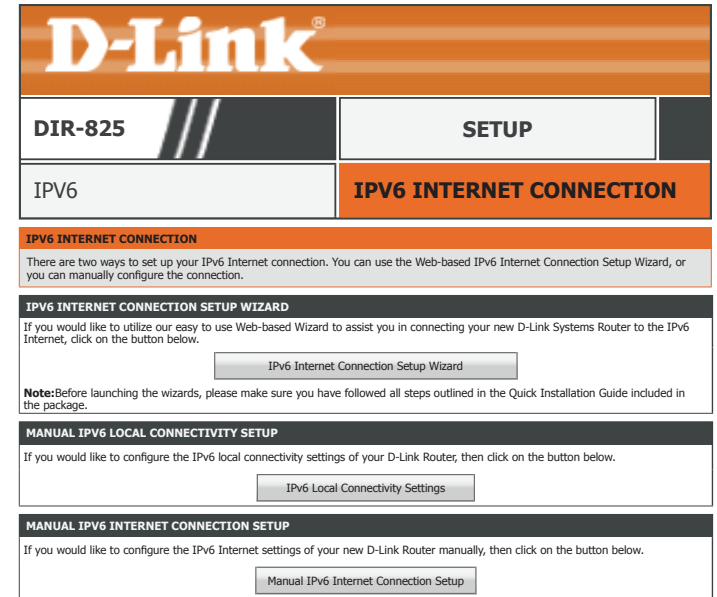 D-Link®
DIR-825
SETUP
IPV6
IPV6 INTERNET CONNECTION
IPV6 INTERNET CONNECTION
There are two ways to set up your IPv6 Internet connection. You can use the Web-based IPv6 Internet Connection Setup Wizard, or
you can manually configure the connection.
IPV6 INTERNET CONNECTION SETUP WIZARD
If you would like to utilize our easy to use Web-based Wizard to assist you in connecting your new D-Link Systems Router to the IPv6
Internet, click on the button below.
IPv6 Internet Connection Setup Wizard
Note:Before launching the wizards, please make sure you have followed all steps outlined in the Quick Installation Guide included in
the package.
MANUAL IPV6 LOCAL CONNECTIVITY SETUP
If you would like to configure the IPv6 local connectivity settings of your D-Link Router, then click on the button below.
IPv6 Local Connectivity Settings
MANUAL IPV6 INTERNET CONNECTION SETUP
If you would like to configure the IPv6 Internet settings of your new D-Link Router manually, then click on the button below.
Manual IPv6 Internet Connection Setup